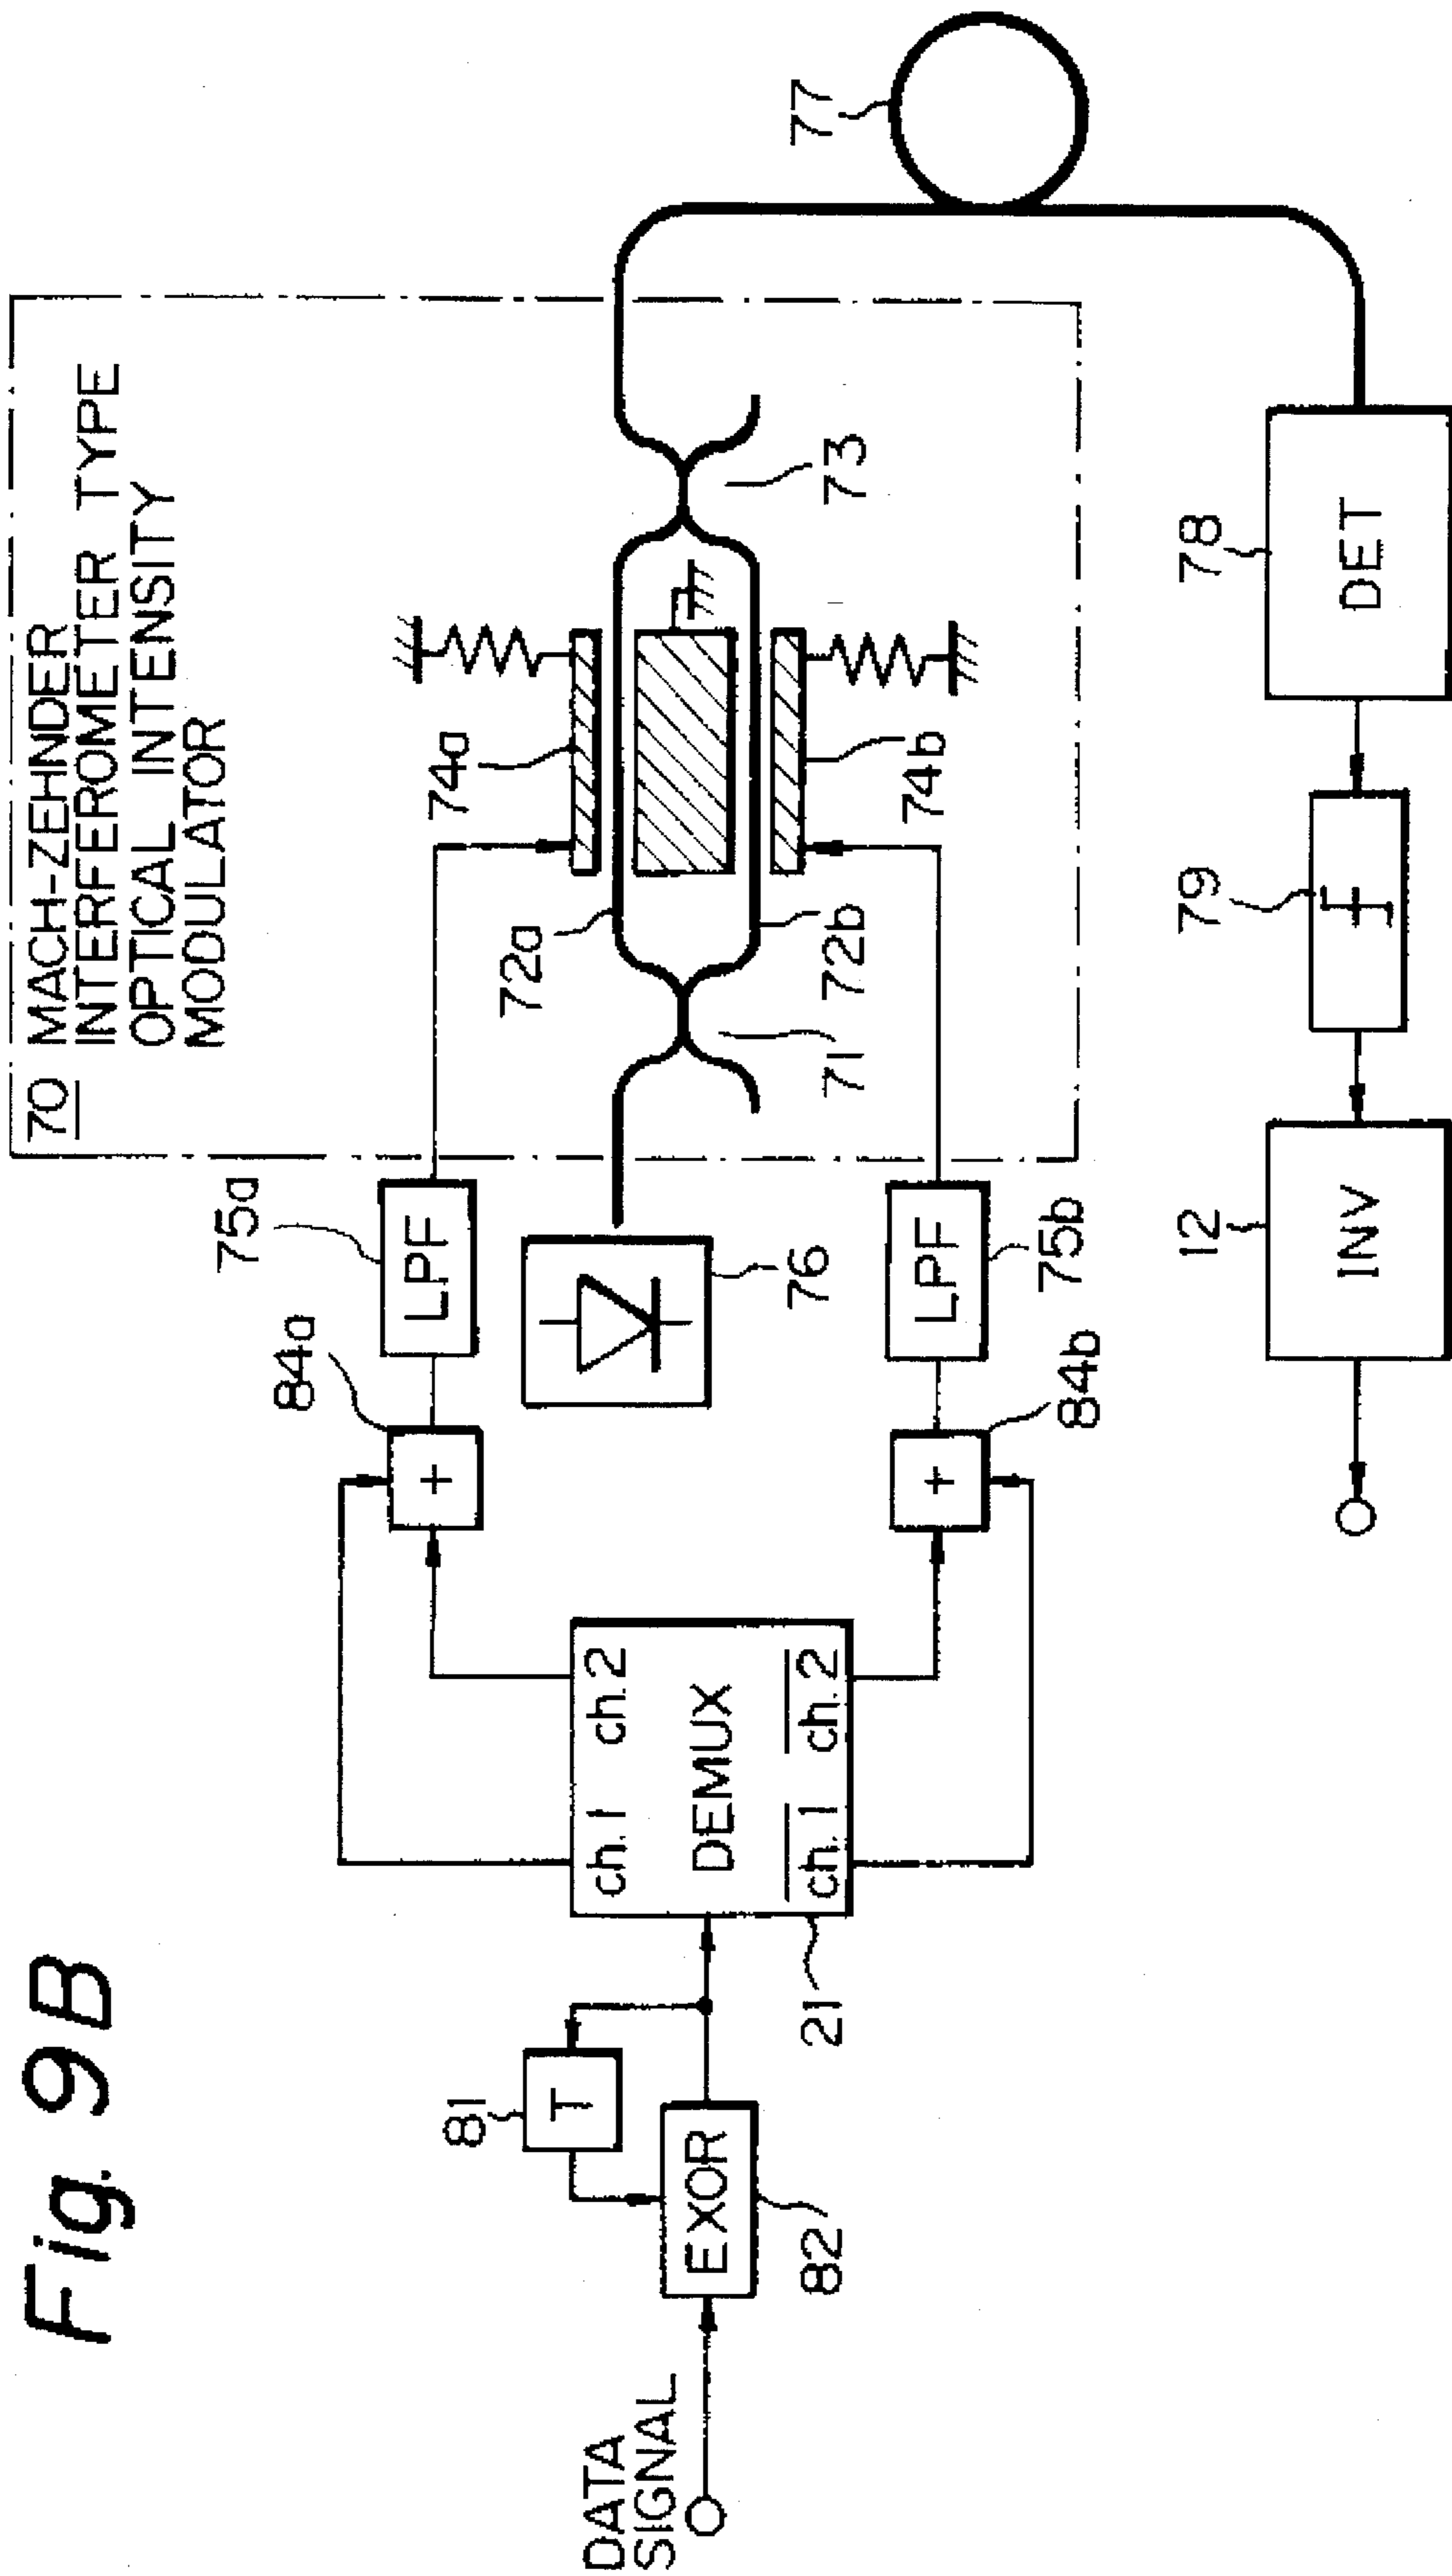 Fig. 9B
70 MACH-ZEHNDER
INTERFEROMETER TYPE
OPTICAL INTENSITY
MODULATOR
DATA
SIGNAL
EXOR
82
T
81
DEMUX
ch.1
ch.2
ch.1
ch.2
21
+
84a
+
84b
LPF
75a
LPF
75b
76
71
72a
72b
74a
74b
73
77
DET
78
79
INV
12